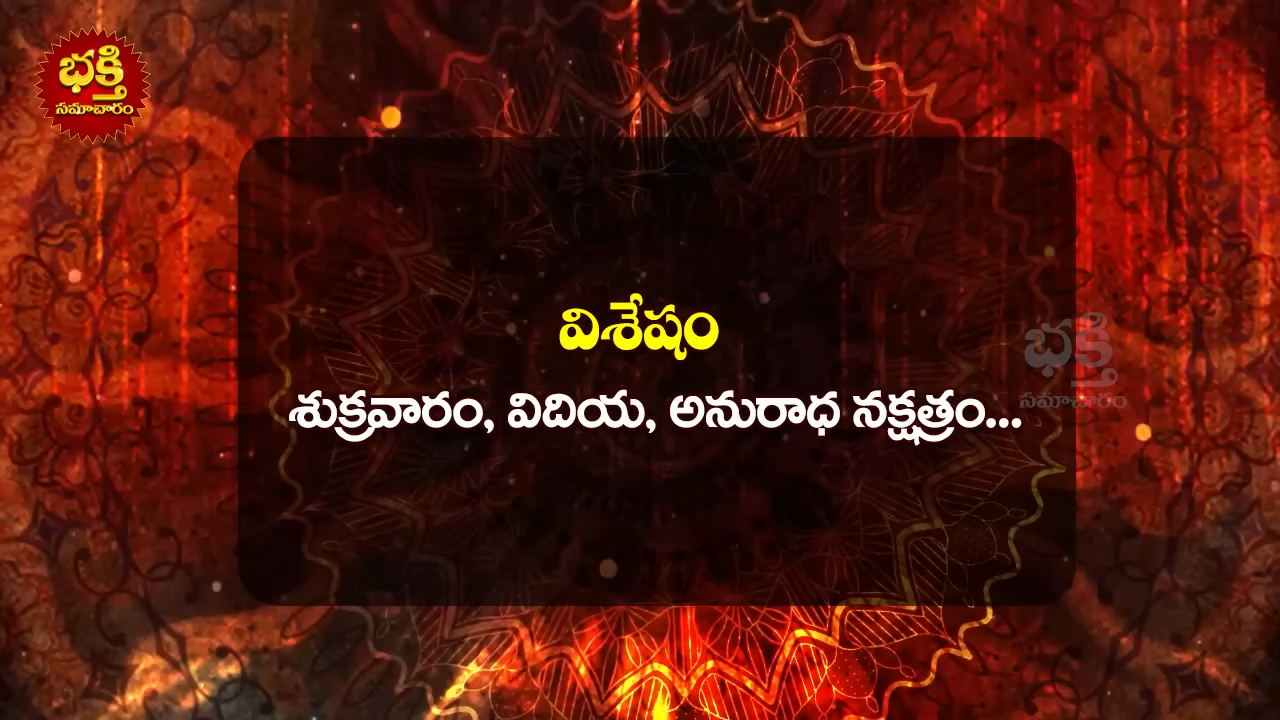 భక్తి
సమాచారం
విశేషం
శుక్రవారం, విదియ, అనురాధ నక్షత్రం...
భక్తి
సమాచారం